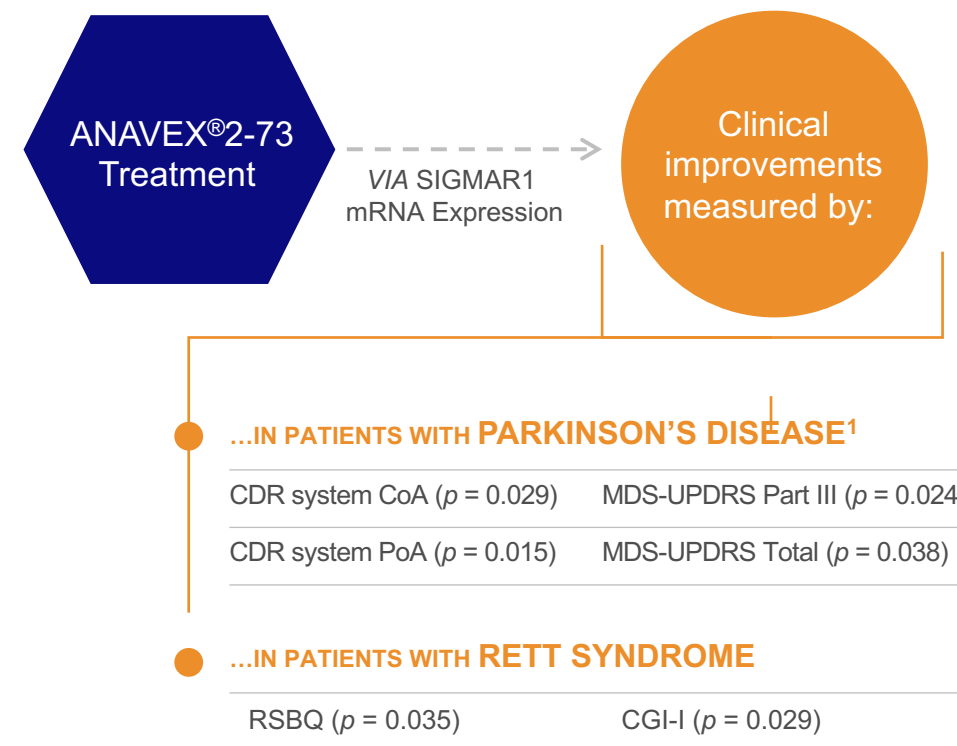 ANAVEX®2-73
Treatment
VIA SIGMAR1
mRNA Expression
Clinical
improvements
measured by:
...IN PATIENTS WITH PARKINSON'S DISEASE¹
CDR system CoA (p = 0.029) MDS-UPDRS Part III (p = 0.024
CDR system PoA (p = 0.015) MDS-UPDRS Total (p = 0.038)
...IN PATIENTS WITH RETT SYNDROME
RSBQ (p = 0.035) CGI-I (p = 0.029)